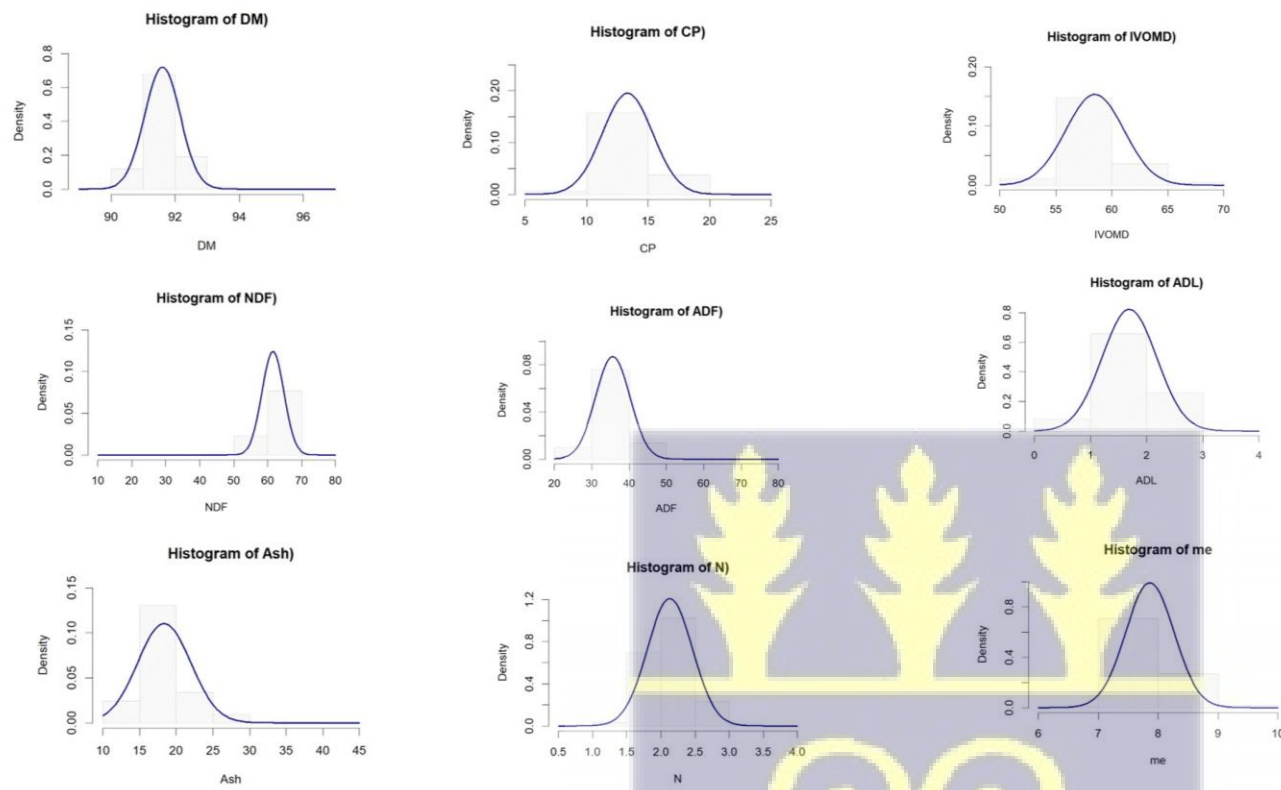 Histogram of DM)
Density
0.0 0.2 0.4 0.6 0.8
90 92 94 96
DM
Histogram of CP)
Density
0.00 0.10 0.20
5 10 15 20 25
CP
Histogram of IVOMD)
Density
0.00 0.10 0.20
50 55 60 65 70
IVOMD
Histogram of NDF)
Density
0.00 0.05 0.10 0.15
10 20 30 40 50 60 70 80
NDF
Histogram of ADF)
Density
0.00 0.04 0.08
20 30 40 50 60 70 80
ADF
Histogram of ADL)
Density
0.0 0.2 0.4 0.6 0.8
0 1 2 3 4
ADL
Histogram of Ash)
Density
0.00 0.05 0.10 0.15
10 15 20 25 30 35 40 45
Ash
Histogram of N)
Density
0.0 0.4 0.8 1.2
0.5 1.0 1.5 2.0 2.5 3.0 3.5 4.0
N
Histogram of me
Density
0.0 0.4 0.8
6 7 8 9 10
me